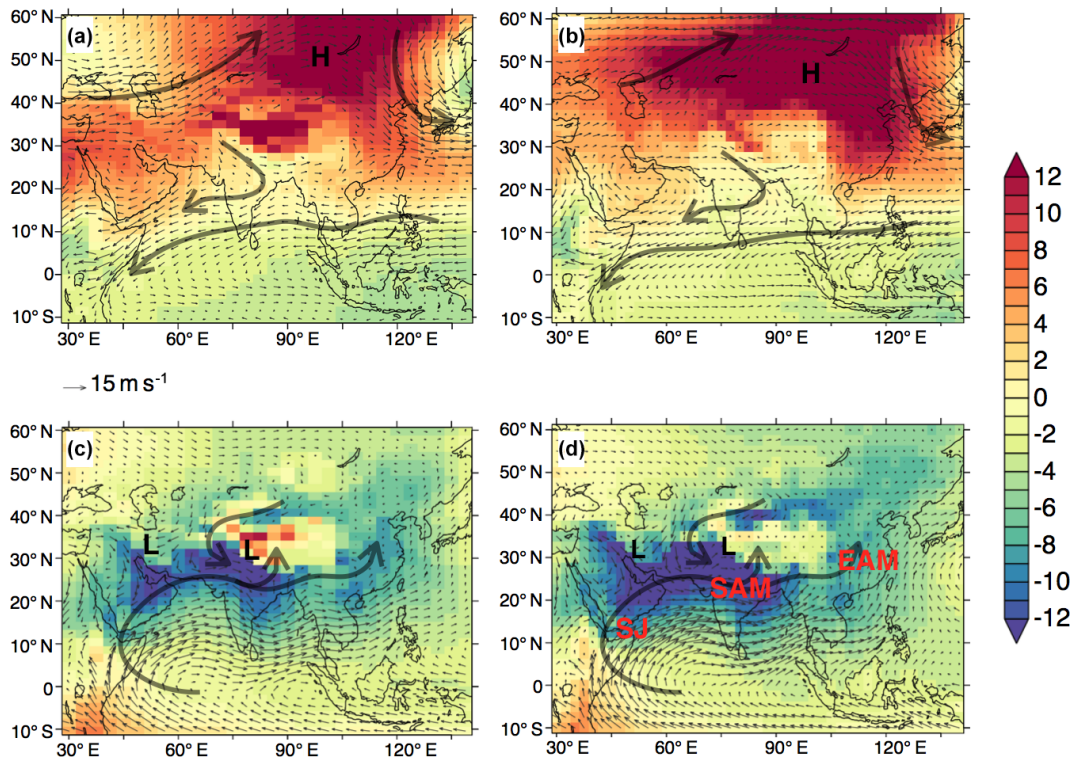 (a)
H
60° N
50° N
40° N
30° N
20° N
10° N
0
10° S
30° E
60° E
90° E
120° E
(b)
H
60° N
50° N
40° N
30° N
20° N
10° N
0
10° S
30° E
60° E
90° E
120° E
15 m s-1
12
10
8
6
4
2
0
-2
-4
-6
-8
-10
-12
(c)
L
L
60° N
50° N
40° N
30° N
20° N
10° N
0
10° S
30° E
60° E
90° E
120° E
(d)
L
L
EAM
SAM
SJ
60° N
50° N
40° N
30° N
20° N
10° N
0
10° S
30° E
60° E
90° E
120° E